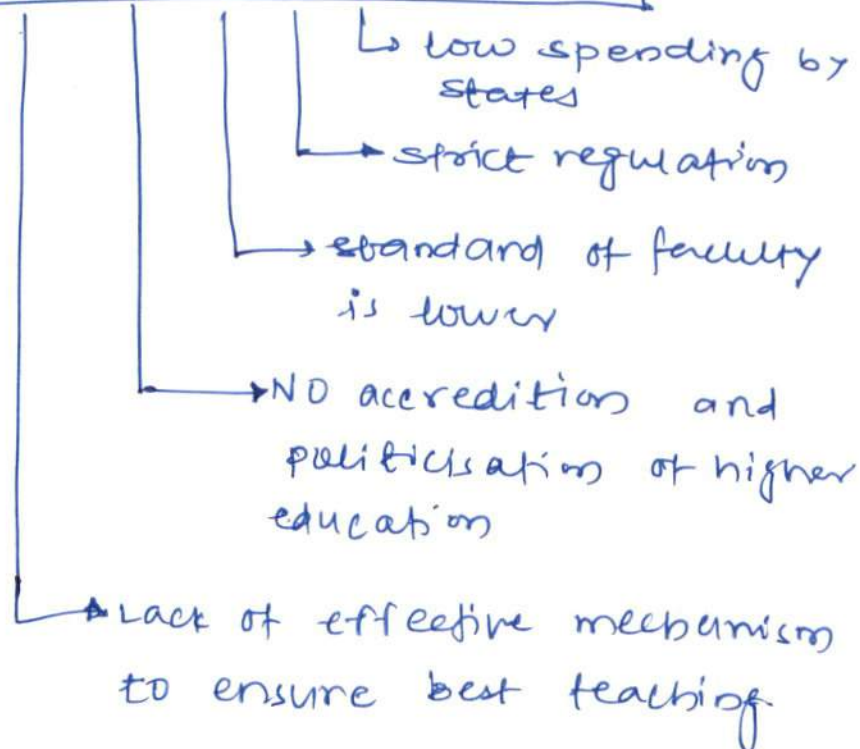 low spending by
states
strict regulation
standard of faculty
is lower
NO accredition and
politicisation of higher
education
Lack of effective mechanism
to ensure best teaching.